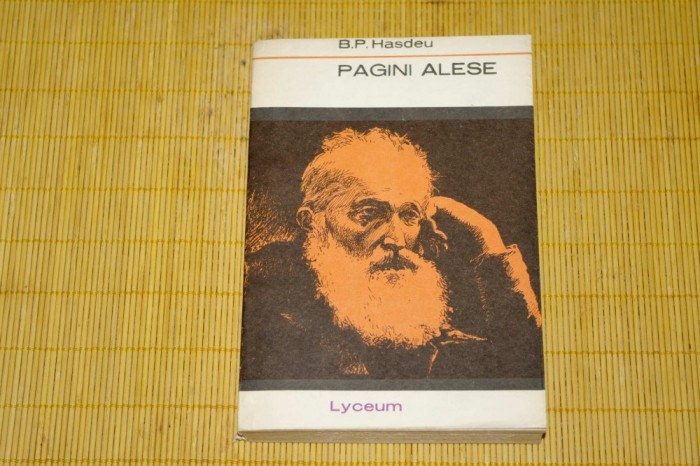 B.P. Hasdeu
PAGINI ALESE
Lyceum